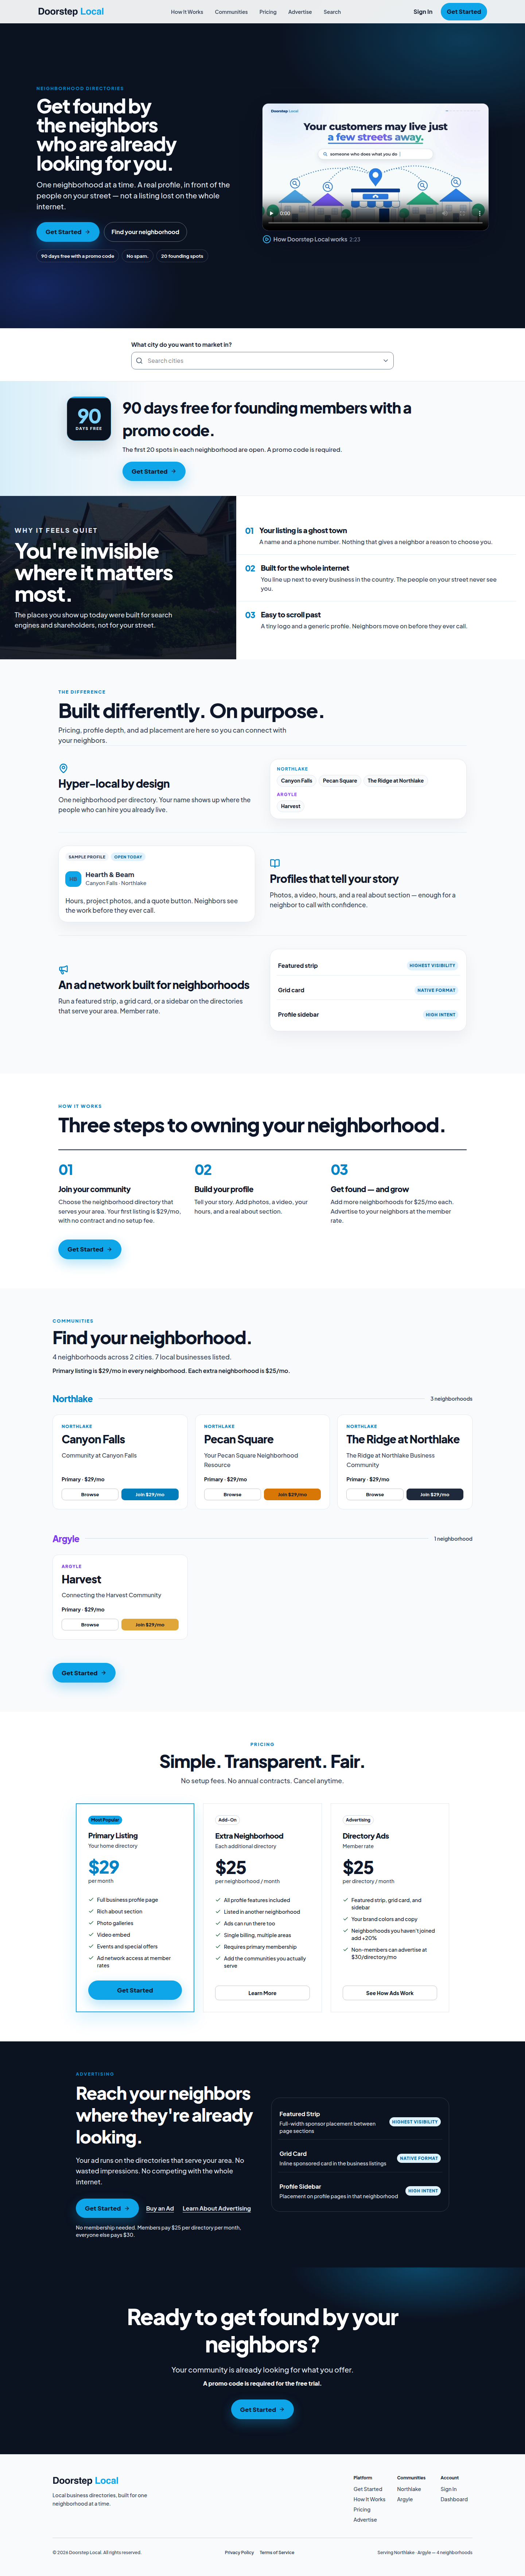 Doorstep Local
How It Works
Communities
Pricing
Advertise
Search
Sign In
Get Started
NEIGHBORHOOD DIRECTORIES
Get found by
the neighbors
who are already
looking for you.
One neighborhood at a time. A real profile, in front of the
people on your street — not a listing lost on the whole
internet.
Get Started →
Find your neighborhood
90 days free with a promo code
No spam.
20 founding spots
Doorstep Local
Your customers may live just
a few streets away.
someone who does what you do
0:00
How Doorstep Local works 2:23
What city do you want to market in?
Search cities
90
DAYS FREE
90 days free for founding members with a
promo code.
The first 20 spots in each neighborhood are open. A promo code is required.
Get Started →
WHY IT FEELS QUIET
You're invisible
where it matters
most.
The places you show up today were built for search
engines and shareholders, not for your street.
01 Your listing is a ghost town
A name and a phone number. Nothing that gives a neighbor a reason to choose you.
02 Built for the whole internet
You line up next to every business in the country. The people on your street never see
you.
03 Easy to scroll past
A tiny logo and a generic profile. Neighbors move on before they ever call.
THE DIFFERENCE
Built differently. On purpose.
Pricing, profile depth, and ad placement are here so you can connect with
your neighbors.
Hyper-local by design
One neighborhood per directory. Your name shows up where the
people who can hire you already live.
NORTHLAKE
Canyon Falls
Pecan Square
The Ridge at Northlake
ARGYLE
Harvest
SAMPLE PROFILE
OPEN TODAY
HB
Hearth & Beam
Canyon Falls · Northlake
Hours, project photos, and a quote button. Neighbors see
the work before they ever call.
Profiles that tell your story
Photos, a video, hours, and a real about section — enough for a
neighbor to call with confidence.
An ad network built for neighborhoods
Run a featured strip, a grid card, or a sidebar on the directories
that serve your area. Member rate.
Featured strip
HIGHEST VISIBILITY
Grid card
NATIVE FORMAT
Profile sidebar
HIGH INTENT
HOW IT WORKS
Three steps to owning your neighborhood.
01
Join your community
Choose the neighborhood directory that
serves your area. Your first listing is $29/mo,
with no contract and no setup fee.
02
Build your profile
Tell your story. Add photos, a video, your
hours, and a real about section.
03
Get found — and grow
Add more neighborhoods for $25/mo each.
Advertise to your neighbors at the member
rate.
Get Started →
COMMUNITIES
Find your neighborhood.
4 neighborhoods across 2 cities. 7 local businesses listed.
Primary listing is $29/mo in every neighborhood. Each extra neighborhood is $25/mo.
Northlake
3 neighborhoods
NORTHLAKE
Canyon Falls
Community at Canyon Falls
Primary · $29/mo
Browse
Join $29/mo
NORTHLAKE
Pecan Square
Your Pecan Square Neighborhood
Resource
Primary · $29/mo
Browse
Join $29/mo
NORTHLAKE
The Ridge at Northlake
The Ridge at Northlake Business
Community
Primary · $29/mo
Browse
Join $29/mo
Argyle
1 neighborhood
ARGYLE
Harvest
Connecting the Harvest Community
Primary · $29/mo
Browse
Join $29/mo
Get Started →
PRICING
Simple. Transparent. Fair.
No setup fees. No annual contracts. Cancel anytime.
Most Popular
Primary Listing
Your home directory
$29
per month
Full business profile page
Rich about section
Photo galleries
Video embed
Events and special offers
Ad network access at member
rates
Get Started
Add-On
Extra Neighborhood
Each additional directory
$25
per neighborhood / month
All profile features included
Listed in another neighborhood
Ads can run there too
Single billing, multiple areas
Requires primary membership
Add the communities you actually
serve
Learn More
Advertising
Directory Ads
Member rate
$25
per directory / month
Featured strip, grid card, and
sidebar
Your brand colors and copy
Neighborhoods you haven't joined
add +20%
Non-members can advertise at
$30/directory/mo
See How Ads Work
ADVERTISING
Reach your neighbors
where they're already
looking.
Your ad runs on the directories that serve your area. No
wasted impressions. No competing with the whole
internet.
Get Started →
Buy an Ad
Learn About Advertising
No membership needed. Members pay $25 per directory per month,
everyone else pays $30.
Featured Strip
Full-width sponsor placement between
page sections
HIGHEST VISIBILITY
Grid Card
Inline sponsored card in the business listings
NATIVE FORMAT
Profile Sidebar
Placement on profile pages in that neighborhood
HIGH INTENT
Ready to get found by your
neighbors?
Your community is already looking for what you offer.
A promo code is required for the free trial.
Get Started →
Doorstep Local
Local business directories, built for one
neighborhood at a time.
Platform
Get Started
How It Works
Pricing
Advertise
Communities
Northlake
Argyle
Account
Sign In
Dashboard
© 2026 Doorstep Local. All rights reserved.
Privacy Policy
Terms of Service
Serving Northlake · Argyle — 4 neighborhoods